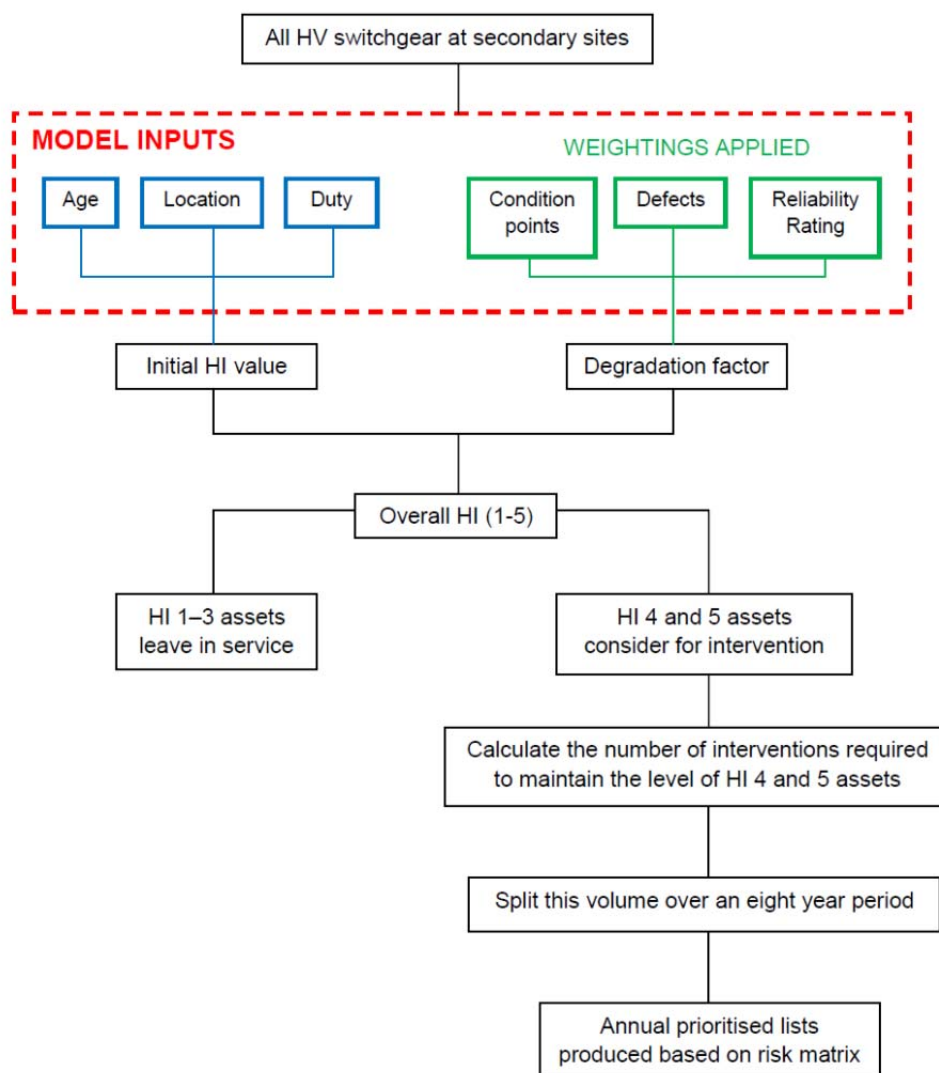 All HV switchgear at secondary sites
MODEL INPUTS
WEIGHTINGS APPLIED
Age
Location
Duty
Condition
points
Defects
Reliability
Rating
Initial HI value
Degradation factor
Overall HI (1-5)
HI 1–3 assets
leave in service
HI 4 and 5 assets
consider for intervention
Calculate the number of interventions required
to maintain the level of HI 4 and 5 assets
Split this volume over an eight year period
Annual prioritised lists
produced based on risk matrix